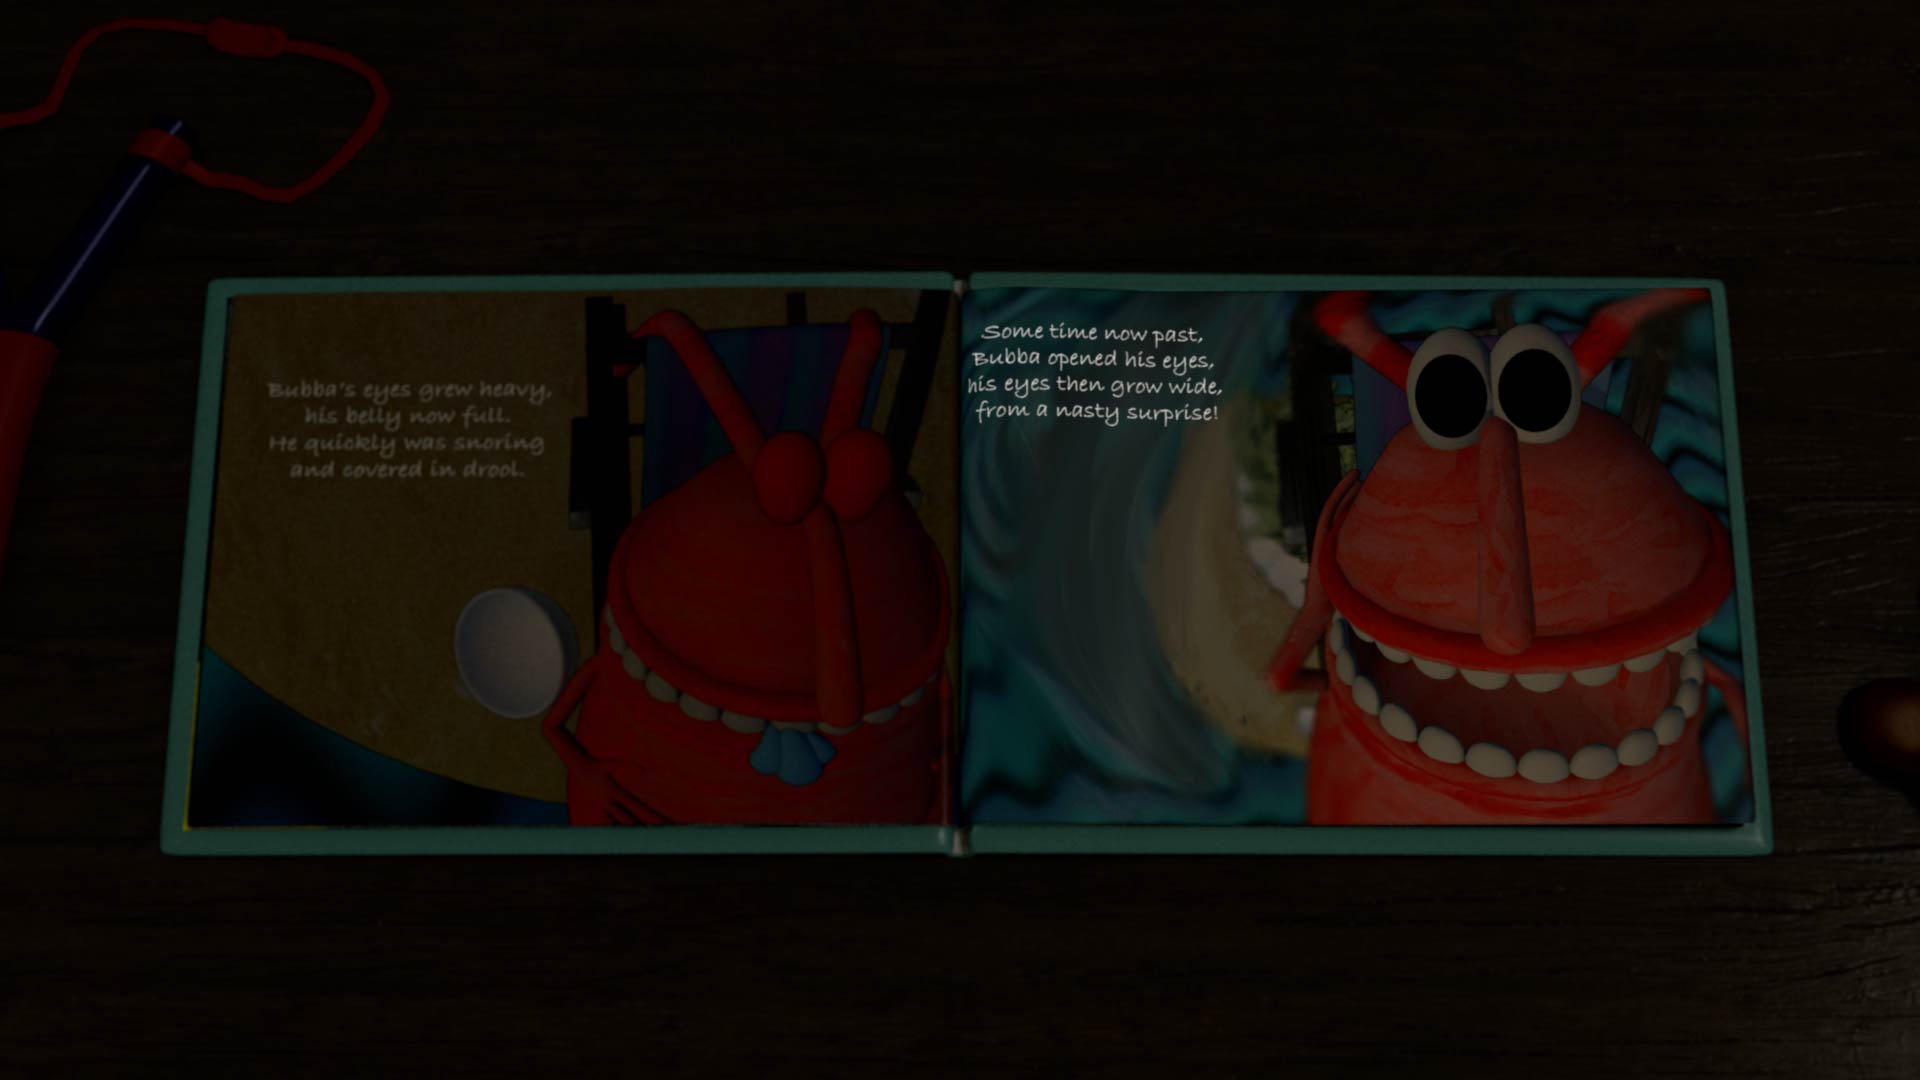 Bubba's eyes grew heavy,
his belly now full.
He quickly was snoring
and covered in drool.
Some time now past,
Bubba opened his eyes,
his eyes then grow wide,
from a nasty surprise!